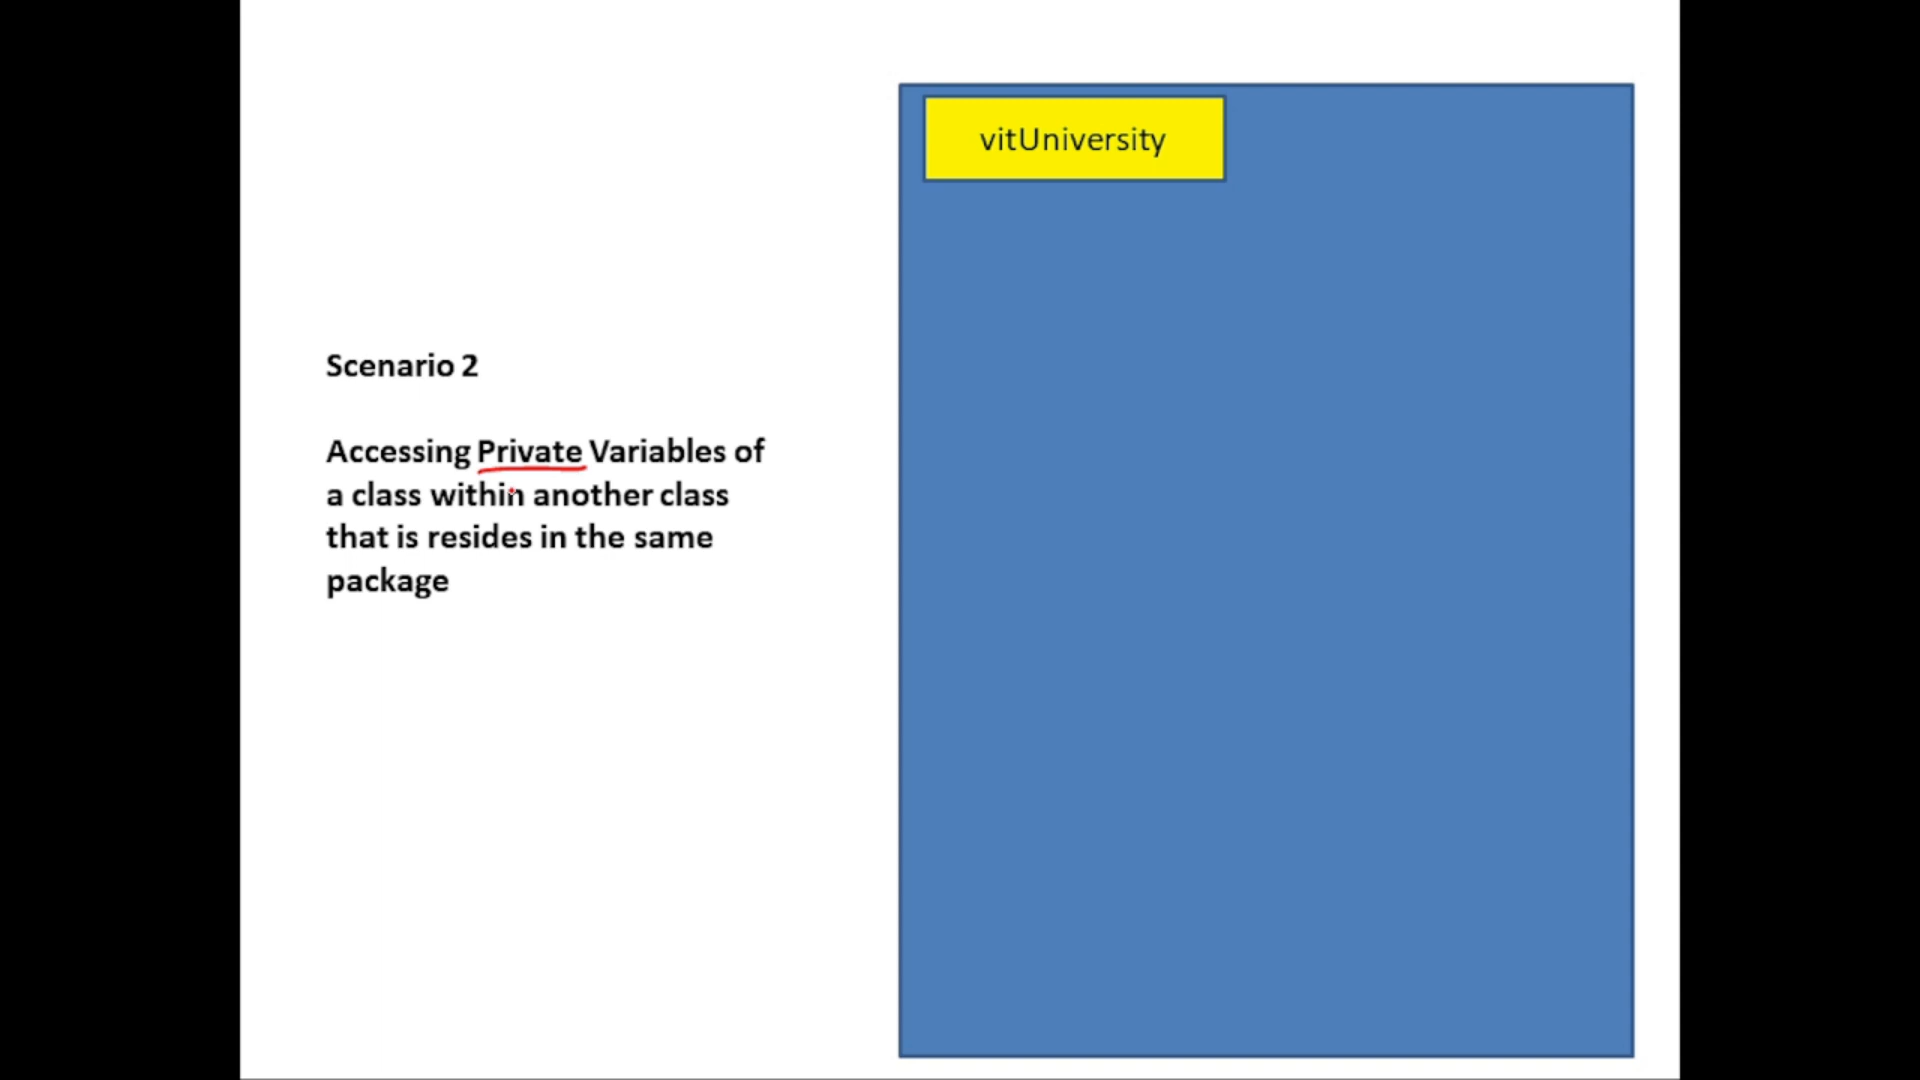 vitUniversity
Scenario 2
Accessing Private Variables of
a class within another class
that is resides in the same
package